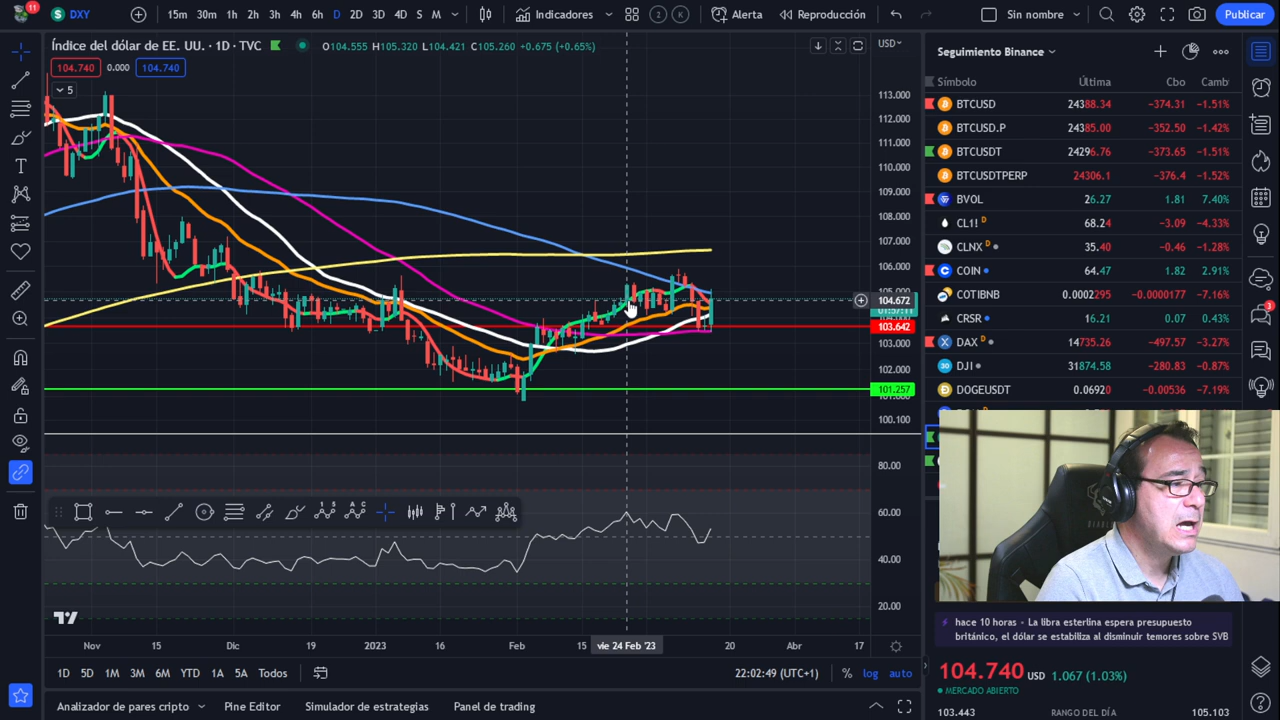 11 DXY 15m 30m 1h 2h 3h 4h 6h D 2D 3D 4D S M Indicadores 2 K Alerta Reproducción Sin nombre Publicar
Índice del dólar de EE. UU. · 1D · TVC O104.555 H105.320 L104.421 C105.260 +0.675 (+0.65%) USD
104.740 0.000 104.740
5
113.000
112.000
111.000
110.000
109.000
108.000
107.000
106.000
104.672
103.642
103.000
102.000
101.257
100.100
80.00
60.00
40.00
20.00
Nov 15 Dic 19 2023 16 Feb 15 vie 24 Feb '23 20 Abr 17
1D 5D 1M 3M 6M YTD 1A 5A Todos 22:02:49 (UTC+1) % log auto
Analizador de pares cripto Pine Editor Simulador de estrategias Panel de trading
Seguimiento Binance
Símbolo Última Cbo Camb
BTCUSD 24388.34 −374.31 −1.51%
BTCUSD.P 24385.00 −352.50 −1.42%
BTCUSDT 24296.76 −373.65 −1.51%
BTCUSDTPERP 24306.1 −376.4 −1.52%
BVOL 26.27 1.81 7.40%
CL1! D 68.24 −3.09 −4.33%
CLNX D 35.40 −0.46 −1.28%
COIN 64.47 1.82 2.91%
COTIBNB 0.0002295 −0.0000177 −7.16%
CRSR 16.21 0.07 0.43%
DAX D 14735.26 −497.57 −3.27%
DJI 31874.58 −280.83 −0.87%
DOGEUSDT 0.06920 −0.00536 −7.19%
3
hace 10 horas · La libra esterlina espera presupuesto
británico, el dólar se estabiliza al disminuir temores sobre SVB
104.740 USD 1.067 (1.03%)
MERCADO ABIERTO
103.443 RANGO DEL DÍA 105.103